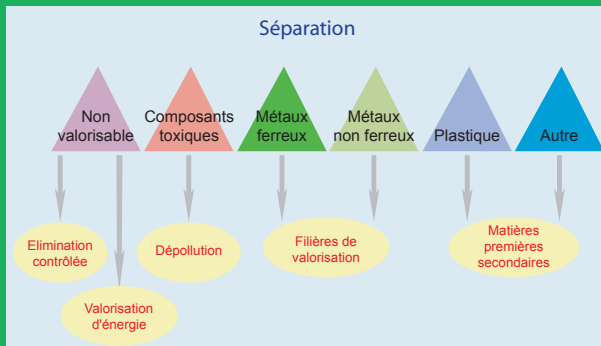 Séparation
Non
valorisable
Composants
toxiques
Métaux
ferreux
Métaux
non ferreux
Plastique
Autre
Elimination
contrôlée
Valorisation
d'énergie
Dépollution
Filières de
valorisation
Matières
premières
secondaires